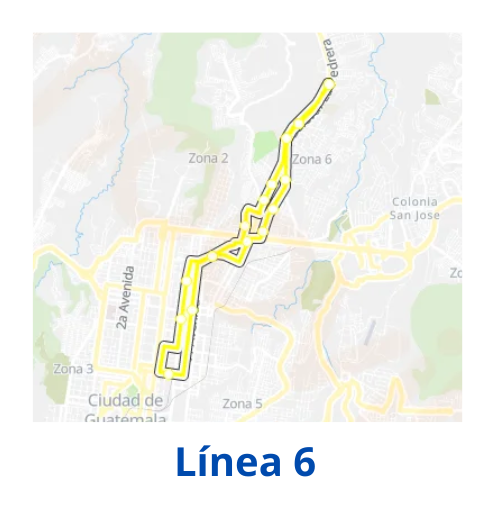 edrera
Zona 2
Zona 6
Colonia
San Jose
2a Avenida
Zona 3
Ciudad de
Guatemala
Zona 5
Línea 6